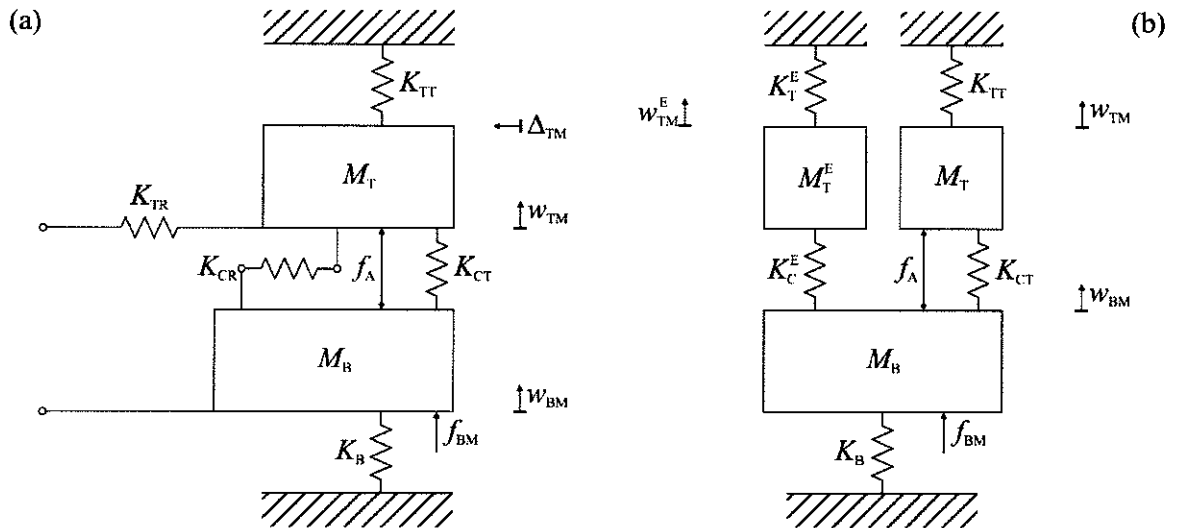 (a)
K_TT
Δ_TM
M_T
K_TR
w_TM
K_CR
f_A
K_CT
M_B
w_BM
f_BM
K_B
(b)
K_T^E
K_TT
w_TM^E
w_TM
M_T^E
M_T
K_C^E
f_A
K_CT
w_BM
M_B
f_BM
K_B